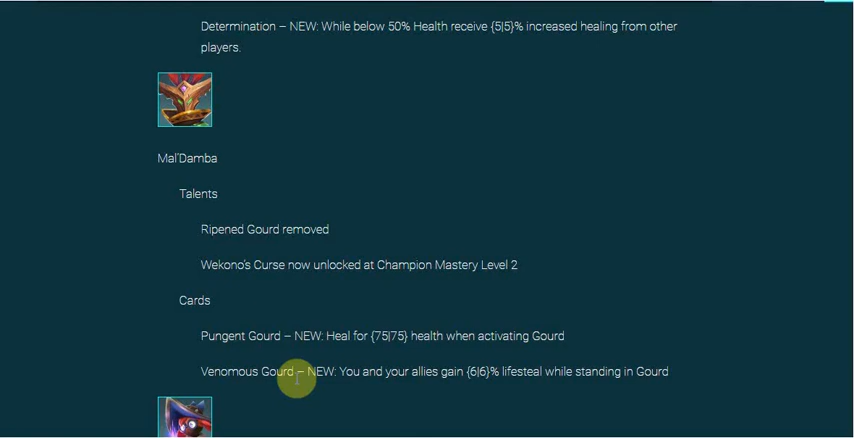 Determination – NEW: While below 50% Health receive {5|5}% increased healing from other
players.
Mal'Damba
Talents
Ripened Gourd removed
Wekono's Curse now unlocked at Champion Mastery Level 2
Cards
Pungent Gourd – NEW: Heal for {75|75} health when activating Gourd
Venomous Gourd – NEW: You and your allies gain {6|6}% lifesteal while standing in Gourd